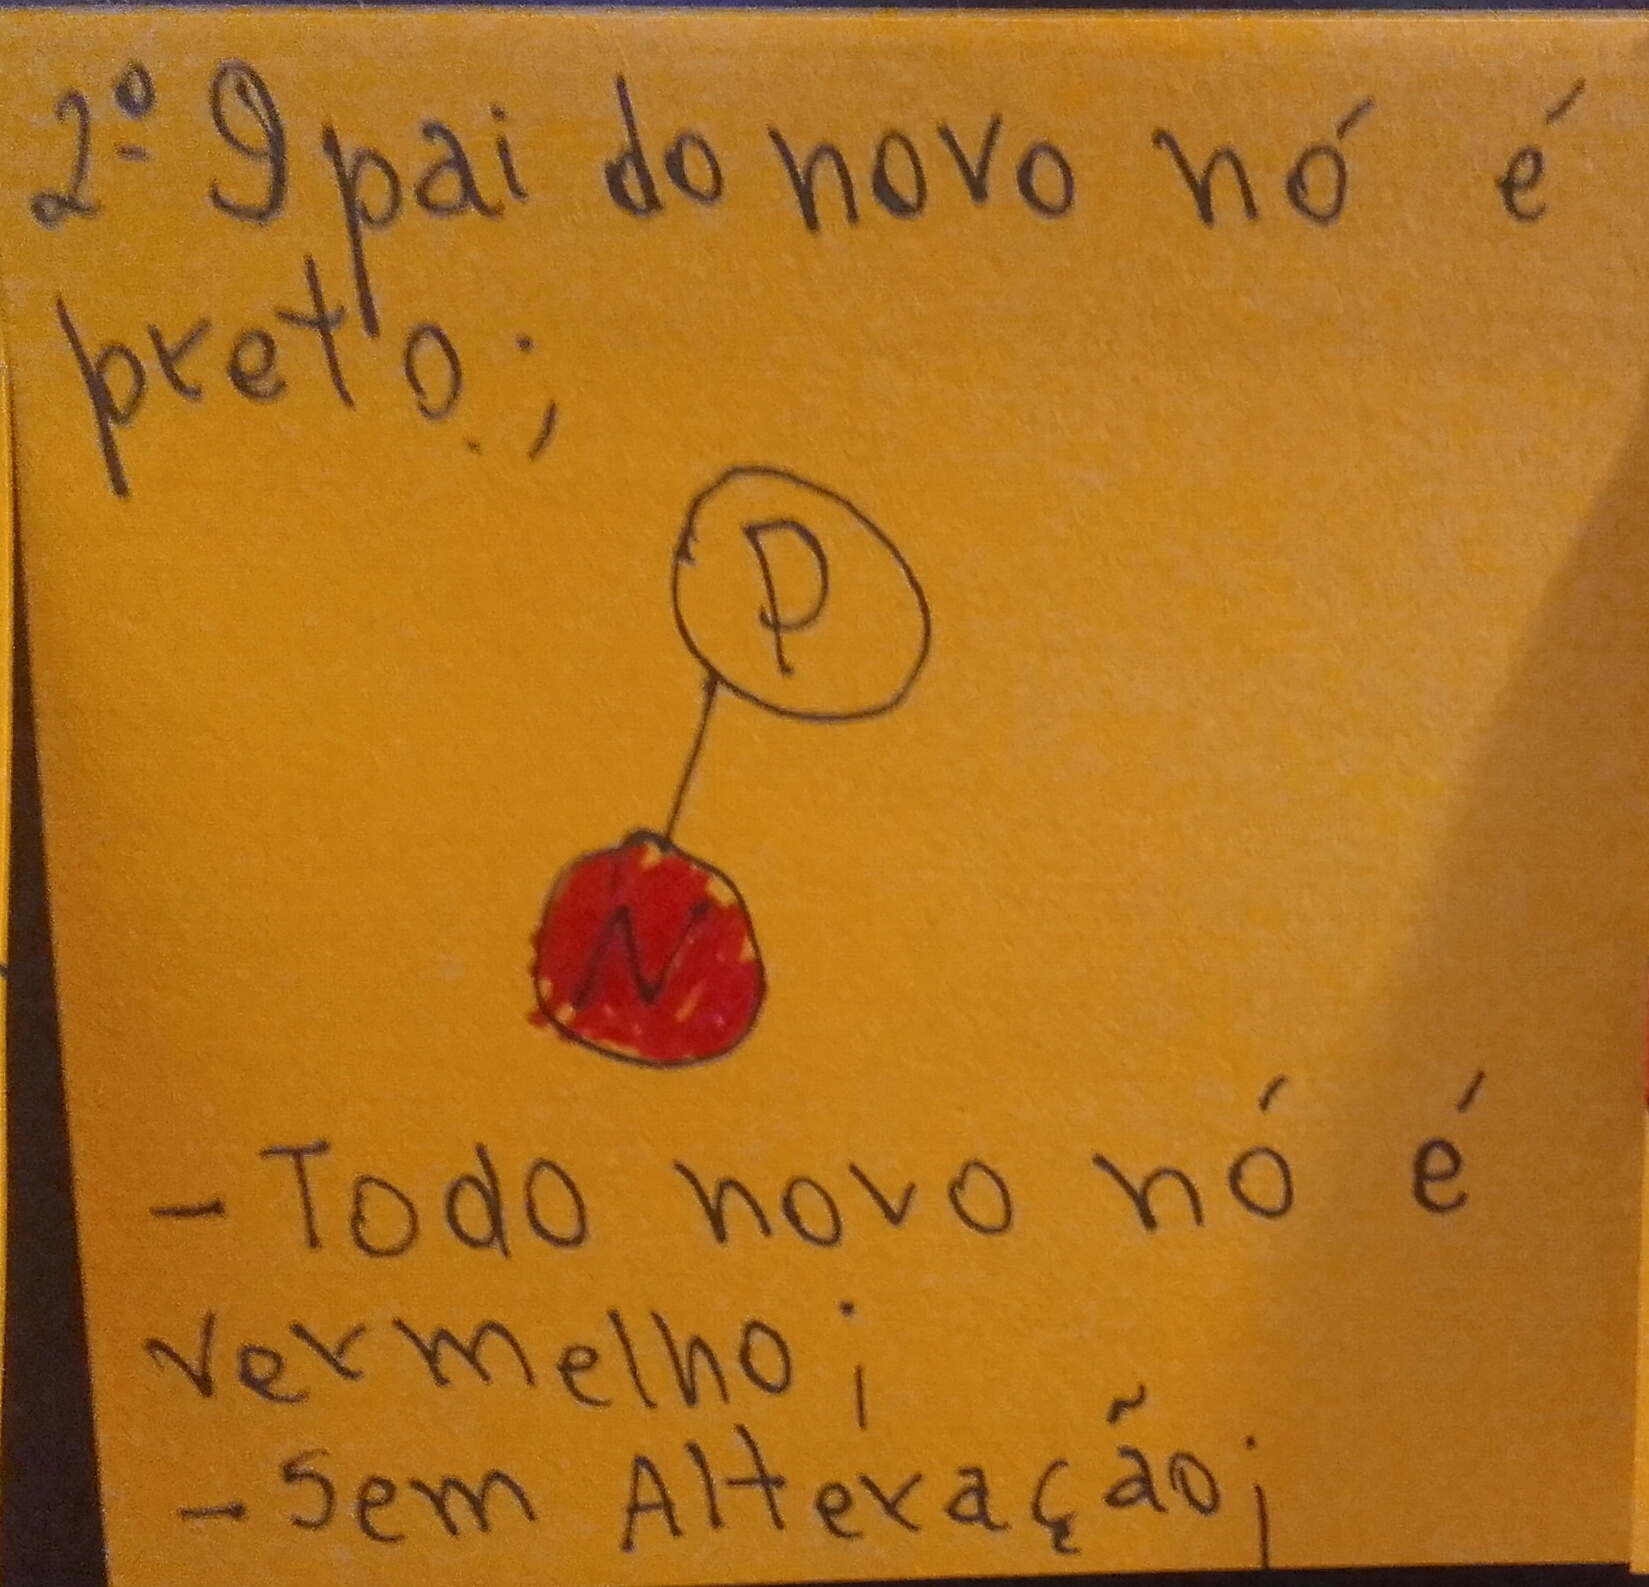 2º O pai do novo nó é
preto;
P
N
- Todo novo nó é
vermelho;
- Sem Alteração;